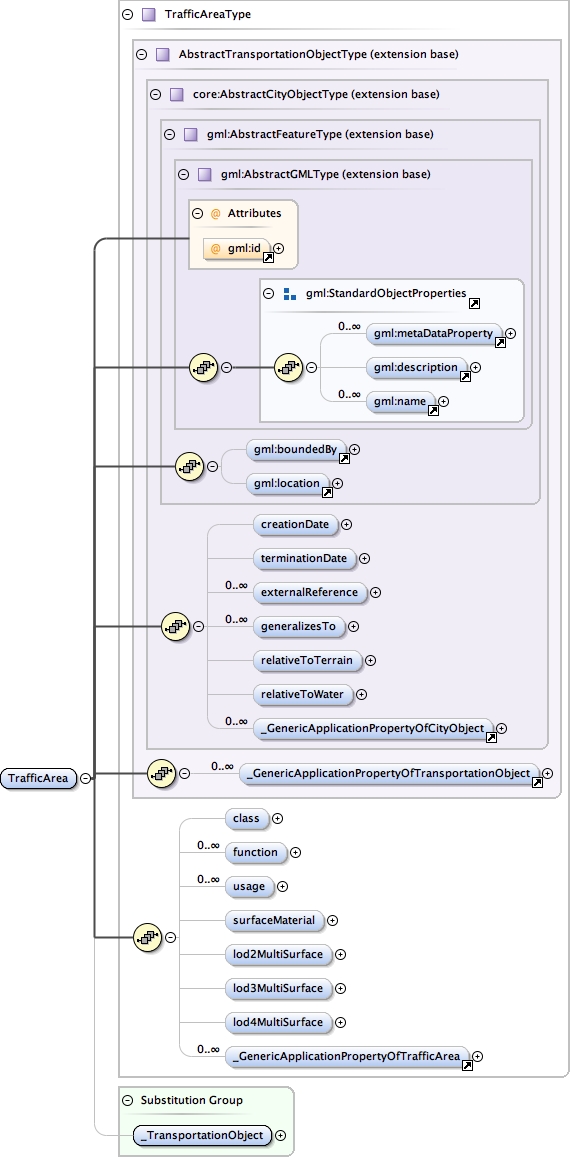 TrafficAreaType
AbstractTransportationObjectType (extension base)
core:AbstractCityObjectType (extension base)
gml:AbstractFeatureType (extension base)
gml:AbstractGMLType (extension base)
@ Attributes
@ gml:id
gml:StandardObjectProperties
0..∞ gml:metaDataProperty
gml:description
0..∞ gml:name
gml:boundedBy
gml:location
creationDate
terminationDate
0..∞ externalReference
0..∞ generalizesTo
relativeToTerrain
relativeToWater
0..∞ _GenericApplicationPropertyOfCityObject
TrafficArea
0..∞ _GenericApplicationPropertyOfTransportationObject
class
0..∞ function
0..∞ usage
surfaceMaterial
lod2MultiSurface
lod3MultiSurface
lod4MultiSurface
0..∞ _GenericApplicationPropertyOfTrafficArea
Substitution Group
_TransportationObject